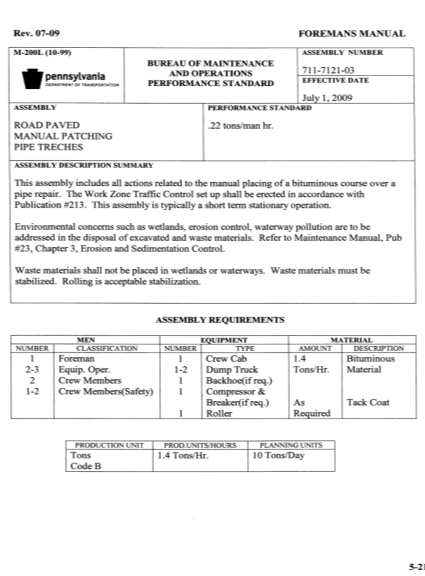 Rev. 07-09 FOREMANS MANUAL
M-200L (10-99)
pennsylvania
DEPARTMENT OF TRANSPORTATION
BUREAU OF MAINTENANCE
AND OPERATIONS
PERFORMANCE STANDARD
ASSEMBLY NUMBER
711-7121-03
EFFECTIVE DATE
July 1, 2009
ASSEMBLY
ROAD PAVED
MANUAL PATCHING
PIPE TRECHES
PERFORMANCE STANDARD
.22 tons/man hr.
ASSEMBLY DESCRIPTION SUMMARY
This assembly includes all actions related to the manual placing of a bituminous course over a
pipe repair. The Work Zone Traffic Control set up shall be erected in accordance with
Publication #213. This assembly is typically a short term stationary operation.
Environmental concerns such as wetlands, erosion control, waterway pollution are to be
addressed in the disposal of excavated and waste materials. Refer to Maintenance Manual, Pub
#23, Chapter 3, Erosion and Sedimentation Control.
Waste materials shall not be placed in wetlands or waterways. Waste materials must be
stabilized. Rolling is acceptable stabilization.
ASSEMBLY REQUIREMENTS
MEN EQUIPMENT MATERIAL
NUMBER CLASSIFICATION NUMBER TYPE AMOUNT DESCRIPTION
1 Foreman 1 Crew Cab 1.4 Bituminous
2-3 Equip. Oper. 1-2 Dump Truck Tons/Hr. Material
2 Crew Members 1 Backhoe(if req.)
1-2 Crew Members(Safety) 1 Compressor &
Breaker(if req.) As Tack Coat
1 Roller Required
PRODUCTION UNIT PROD.UNITS/HOURS PLANNING UNITS
Tons 1.4 Tons/Hr. 10 Tons/Day
Code B
5-21